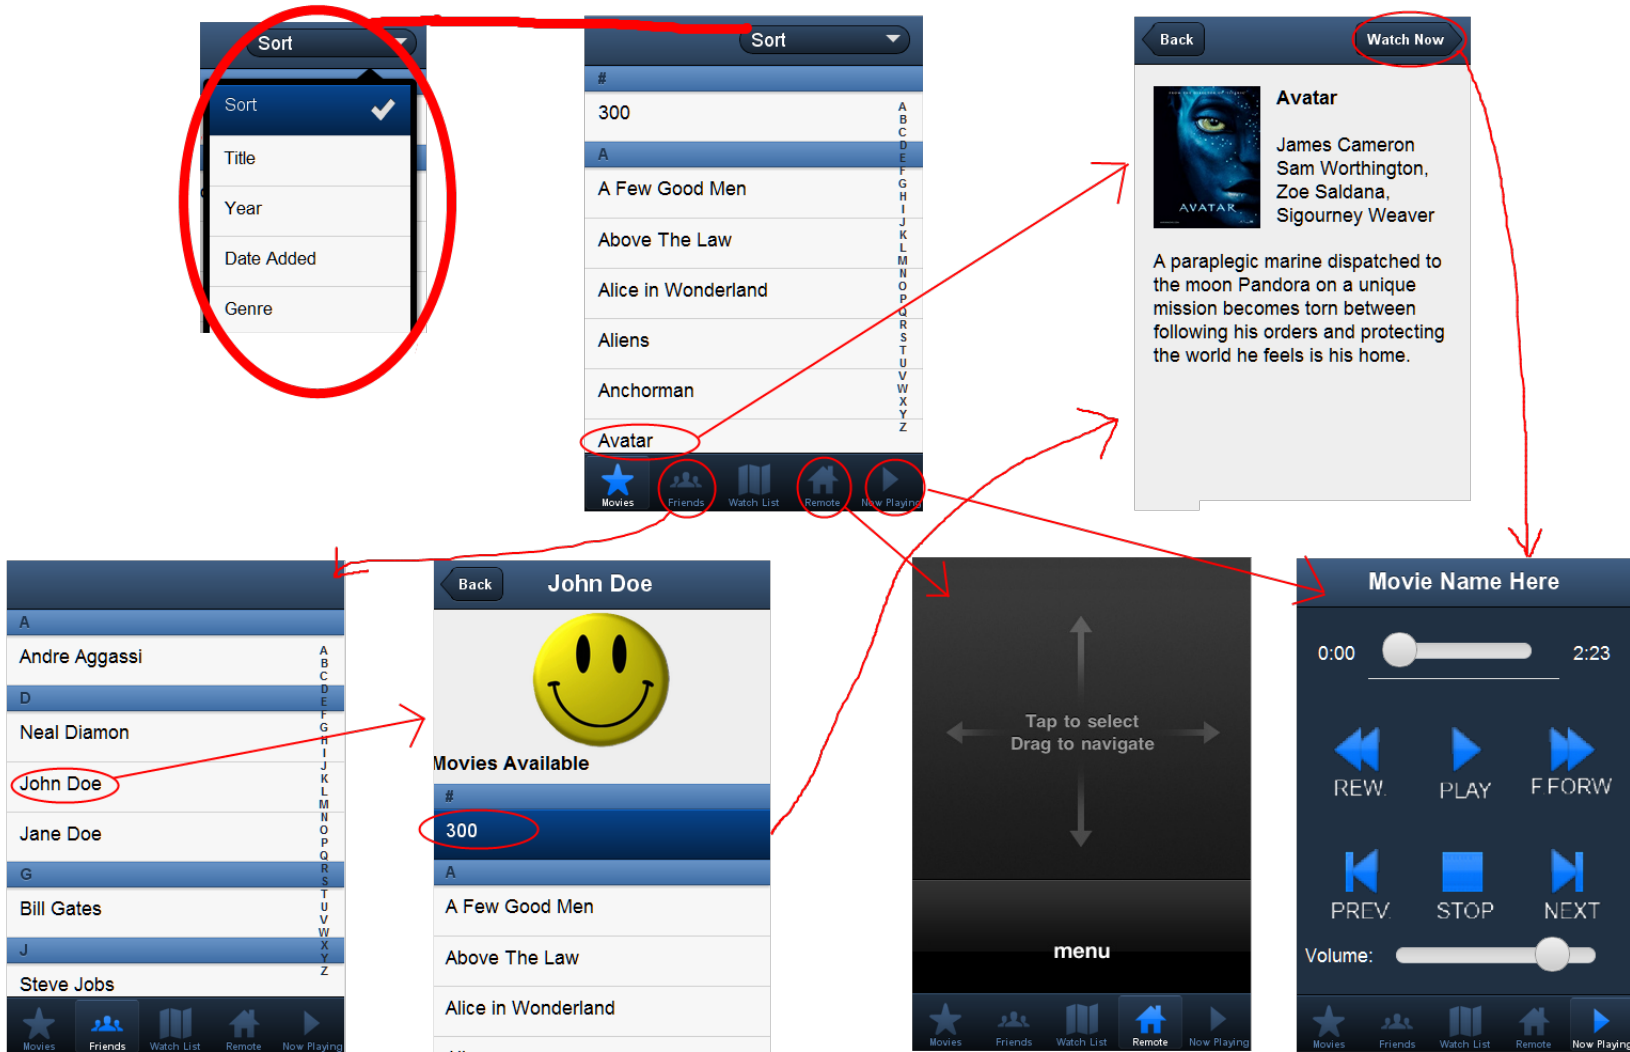 Sort
Sort
Title
Year
Date Added
Genre
Sort
#
300
A
A Few Good Men
Above The Law
Alice in Wonderland
Aliens
Anchorman
Avatar
A
B
C
D
E
F
G
H
I
J
K
L
M
N
O
P
Q
R
S
T
U
V
W
X
Y
Z
Movies Friends Watch List Remote Now Playing
Back Watch Now
AVATAR
Avatar
James Cameron
Sam Worthington,
Zoe Saldana,
Sigourney Weaver
A paraplegic marine dispatched to
the moon Pandora on a unique
mission becomes torn between
following his orders and protecting
the world he feels is his home.
A
Andre Aggassi
D
Neal Diamon
John Doe
Jane Doe
G
Bill Gates
J
Steve Jobs
A
B
C
D
E
F
G
H
I
J
K
L
M
N
O
P
Q
R
S
T
U
V
W
X
Y
Z
Movies Friends Watch List Remote Now Playing
Back John Doe
Movies Available
#
300
A
A Few Good Men
Above The Law
Alice in Wonderland
Tap to select
Drag to navigate
menu
Movies Friends Watch List Remote Now Playing
Movie Name Here
0:00 2:23
REW. PLAY F.FORW
PREV. STOP NEXT
Volume:
Movies Friends Watch List Remote Now Playing